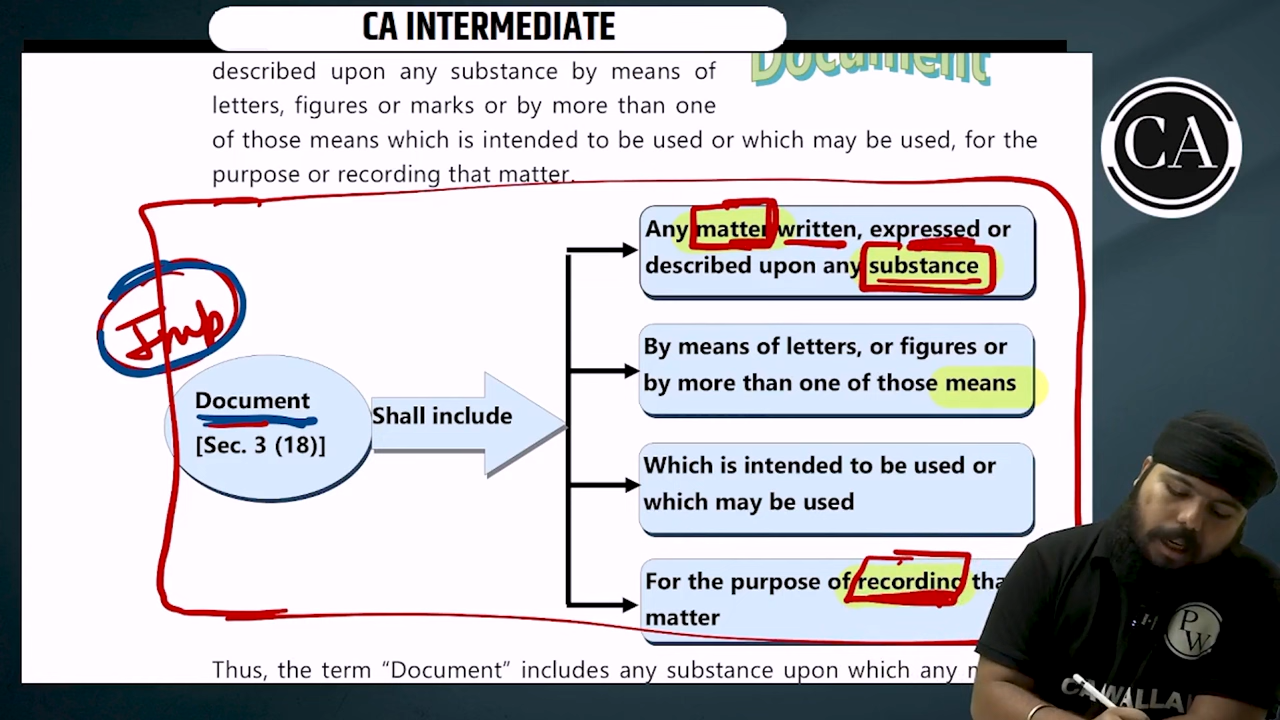 CA INTERMEDIATE
Document
described upon any substance by means of
letters, figures or marks or by more than one
of those means which is intended to be used or which may be used, for the
purpose or recording that matter.
CA
Any matter written, expressed or
described upon any substance
Imp
By means of letters, or figures or
by more than one of those means
Document
[Sec. 3 (18)]
Shall include
Which is intended to be used or
which may be used
For the purpose of recording
matter
PW
CA WALLA
Thus, the term “Document” includes any substance upon which any